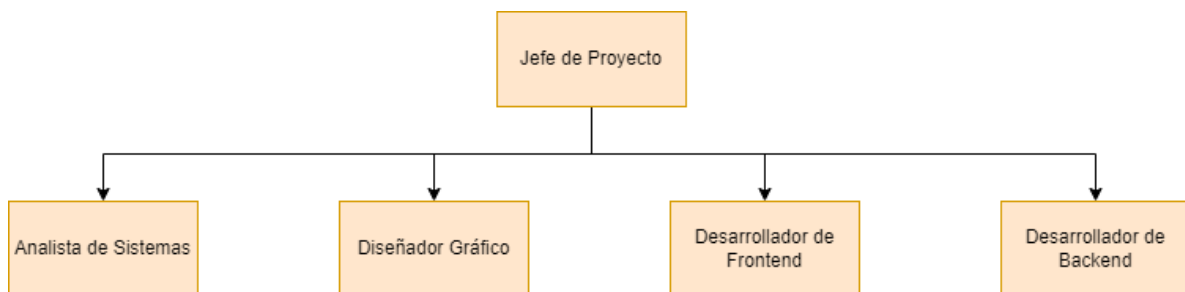 Jefe de Proyecto
Analista de Sistemas
Diseñador Gráfico
Desarrollador de
Frontend
Desarrollador de
Backend